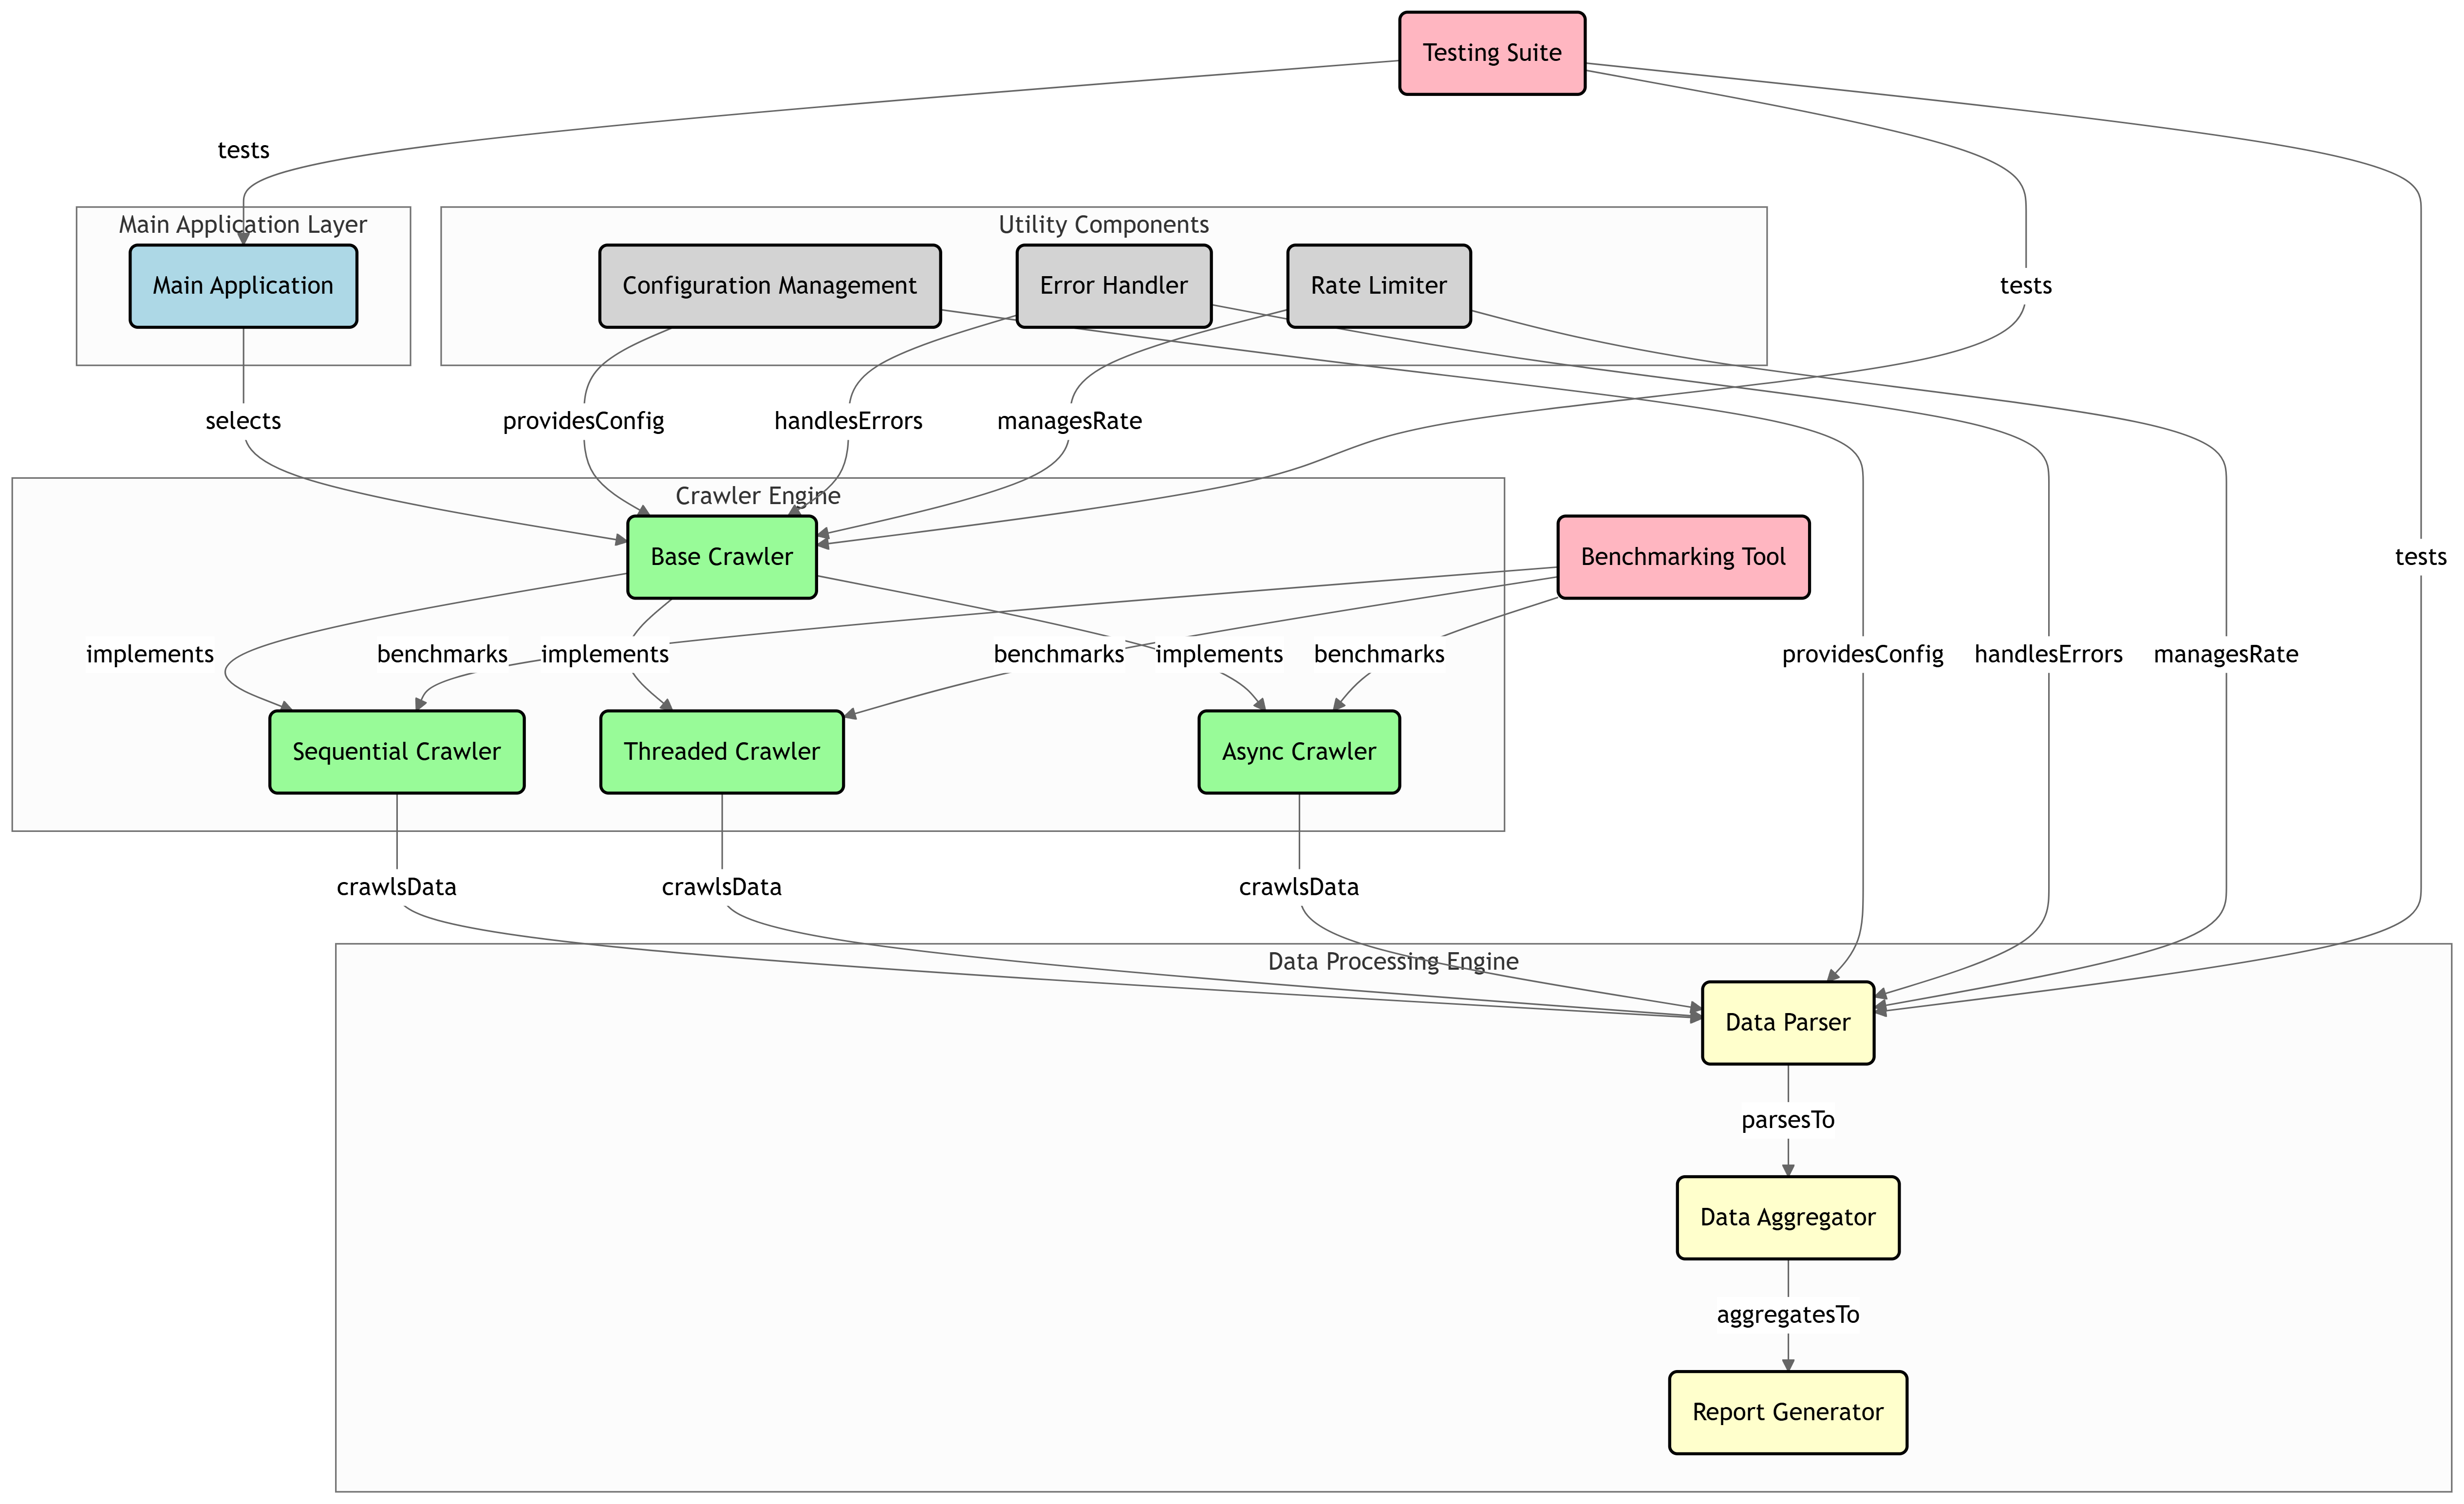 Testing Suite
tests
Main Application Layer
Utility Components
Main Application
Configuration Management
Error Handler
Rate Limiter
tests
selects
providesConfig
handlesErrors
managesRate
Crawler Engine
Base Crawler
Benchmarking Tool
tests
implements
benchmarks
implements
benchmarks
implements
benchmarks
providesConfig
handlesErrors
managesRate
Sequential Crawler
Threaded Crawler
Async Crawler
crawlsData
crawlsData
crawlsData
Data Processing Engine
Data Parser
parsesTo
Data Aggregator
aggregatesTo
Report Generator